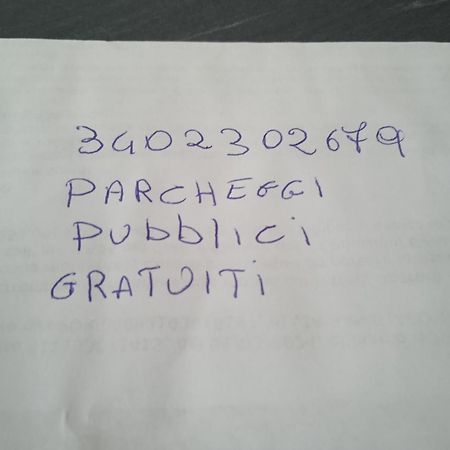 3402302679
PARCHEGGI
PUbblici
GRATUITi